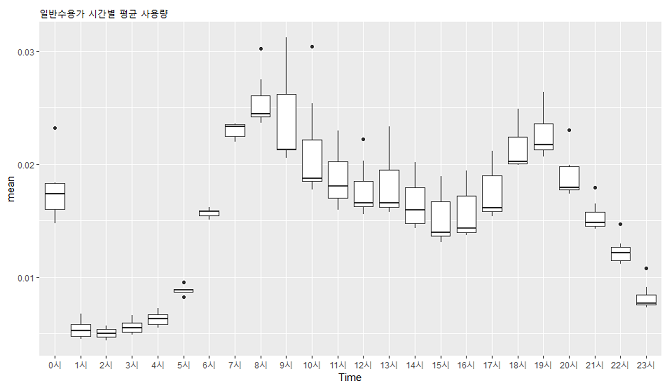 일반수용가 시간별 평균 사용량
0.03
0.02
0.01
mean
0시 1시 2시 3시 4시 5시 6시 7시 8시 9시 10시 11시 12시 13시 14시 15시 16시 17시 18시 19시 20시 21시 22시 23시
Time